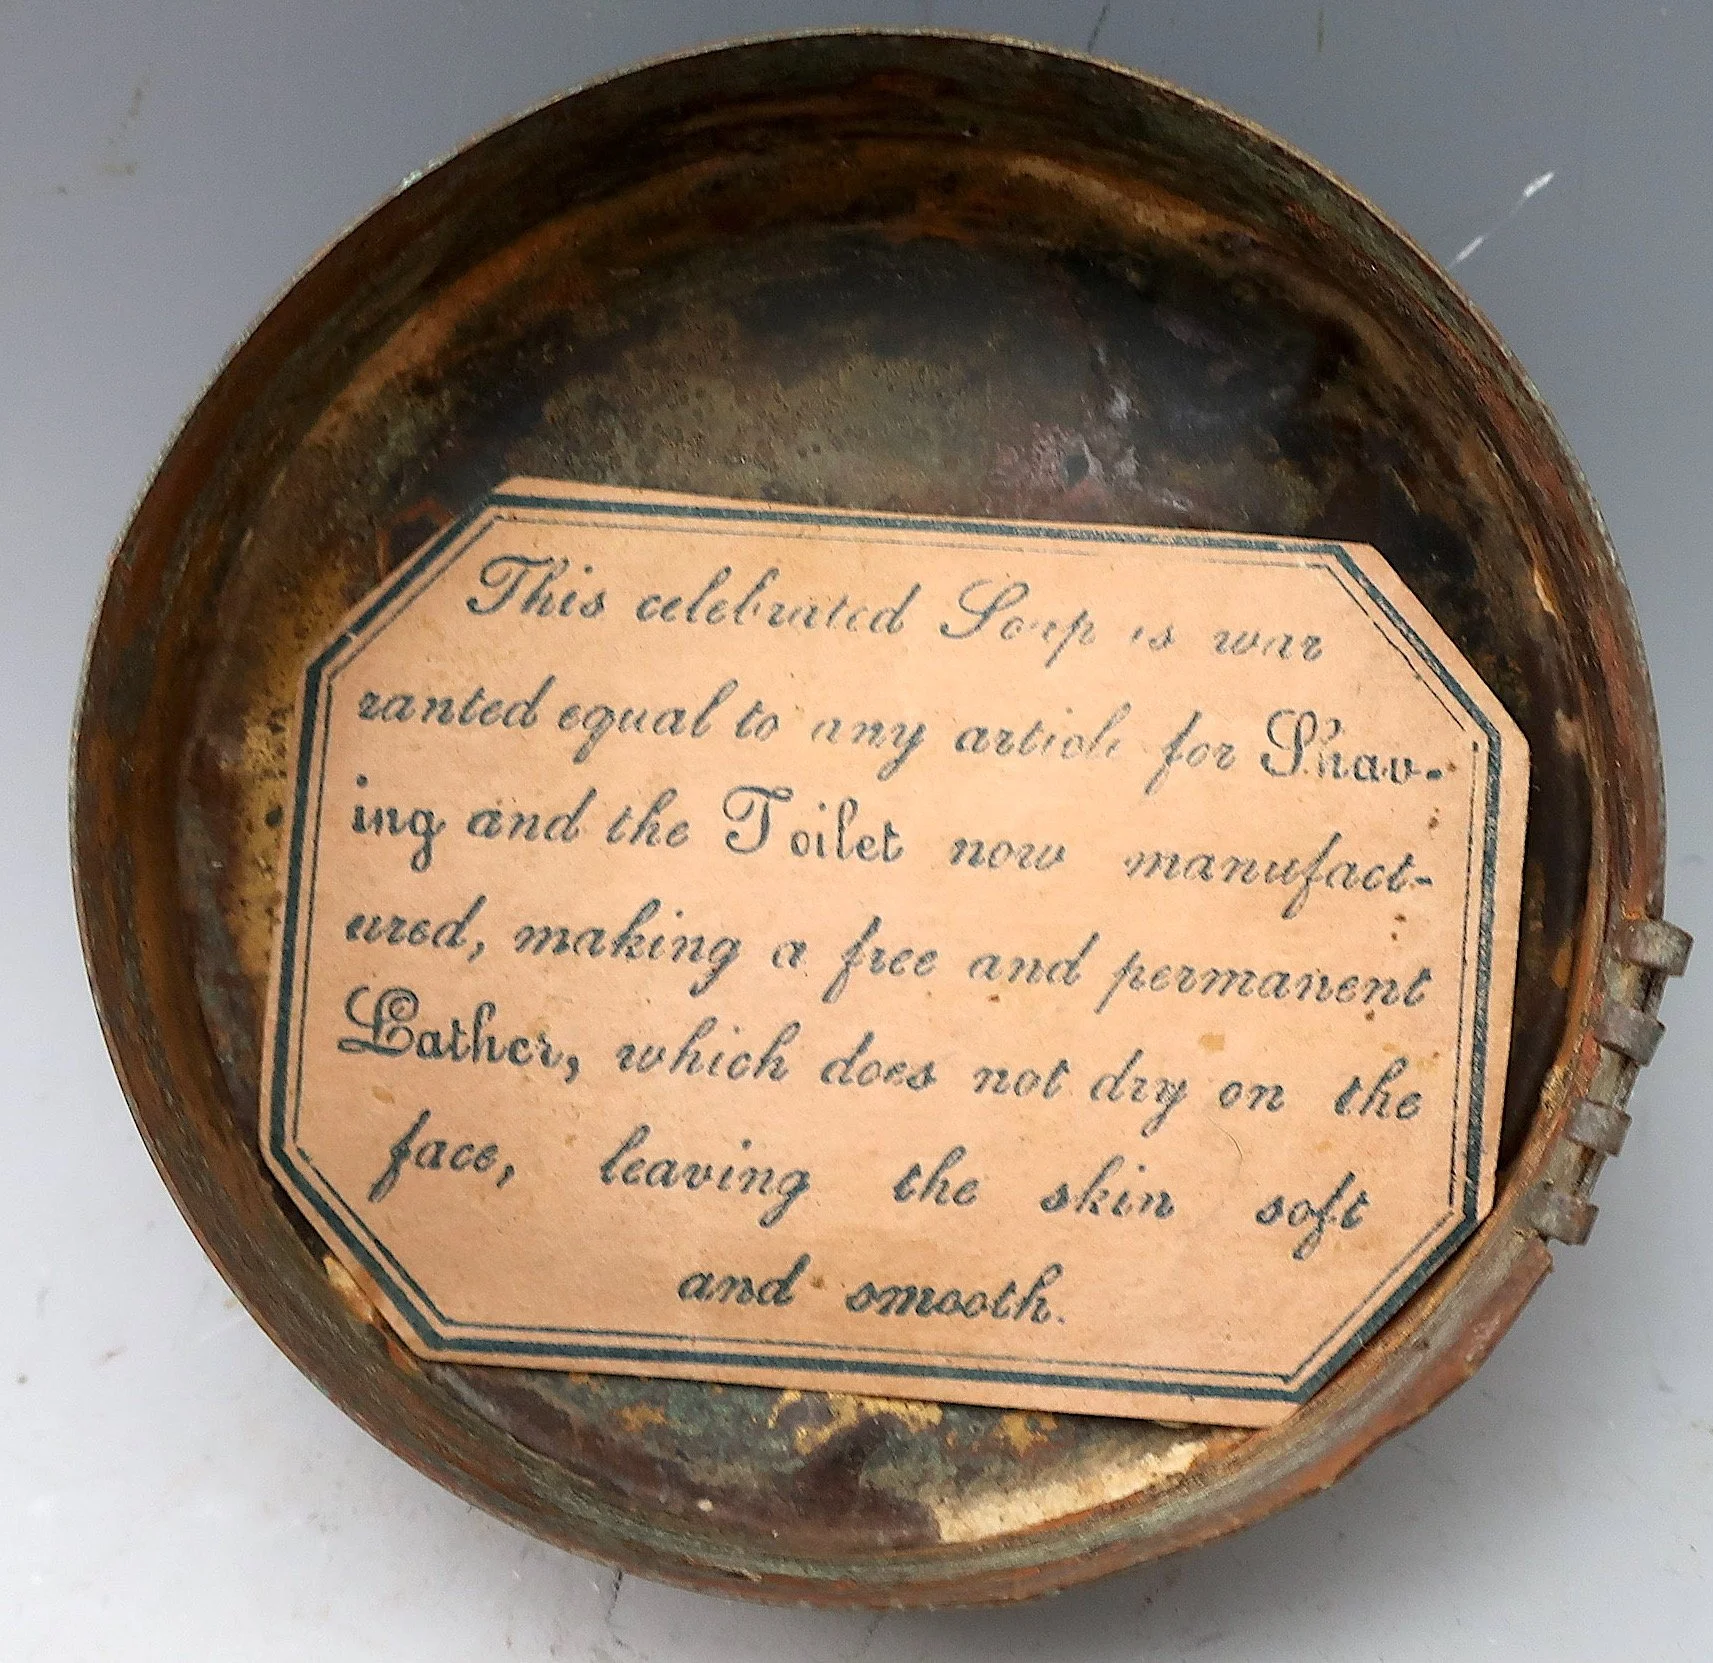 This celebrated Soap is war
ranted equal to any article for Shav-
ing and the Toilet now manufact-
ured, making a free and permanent
Lather, which does not dry on the
face, leaving the skin soft
and smooth.